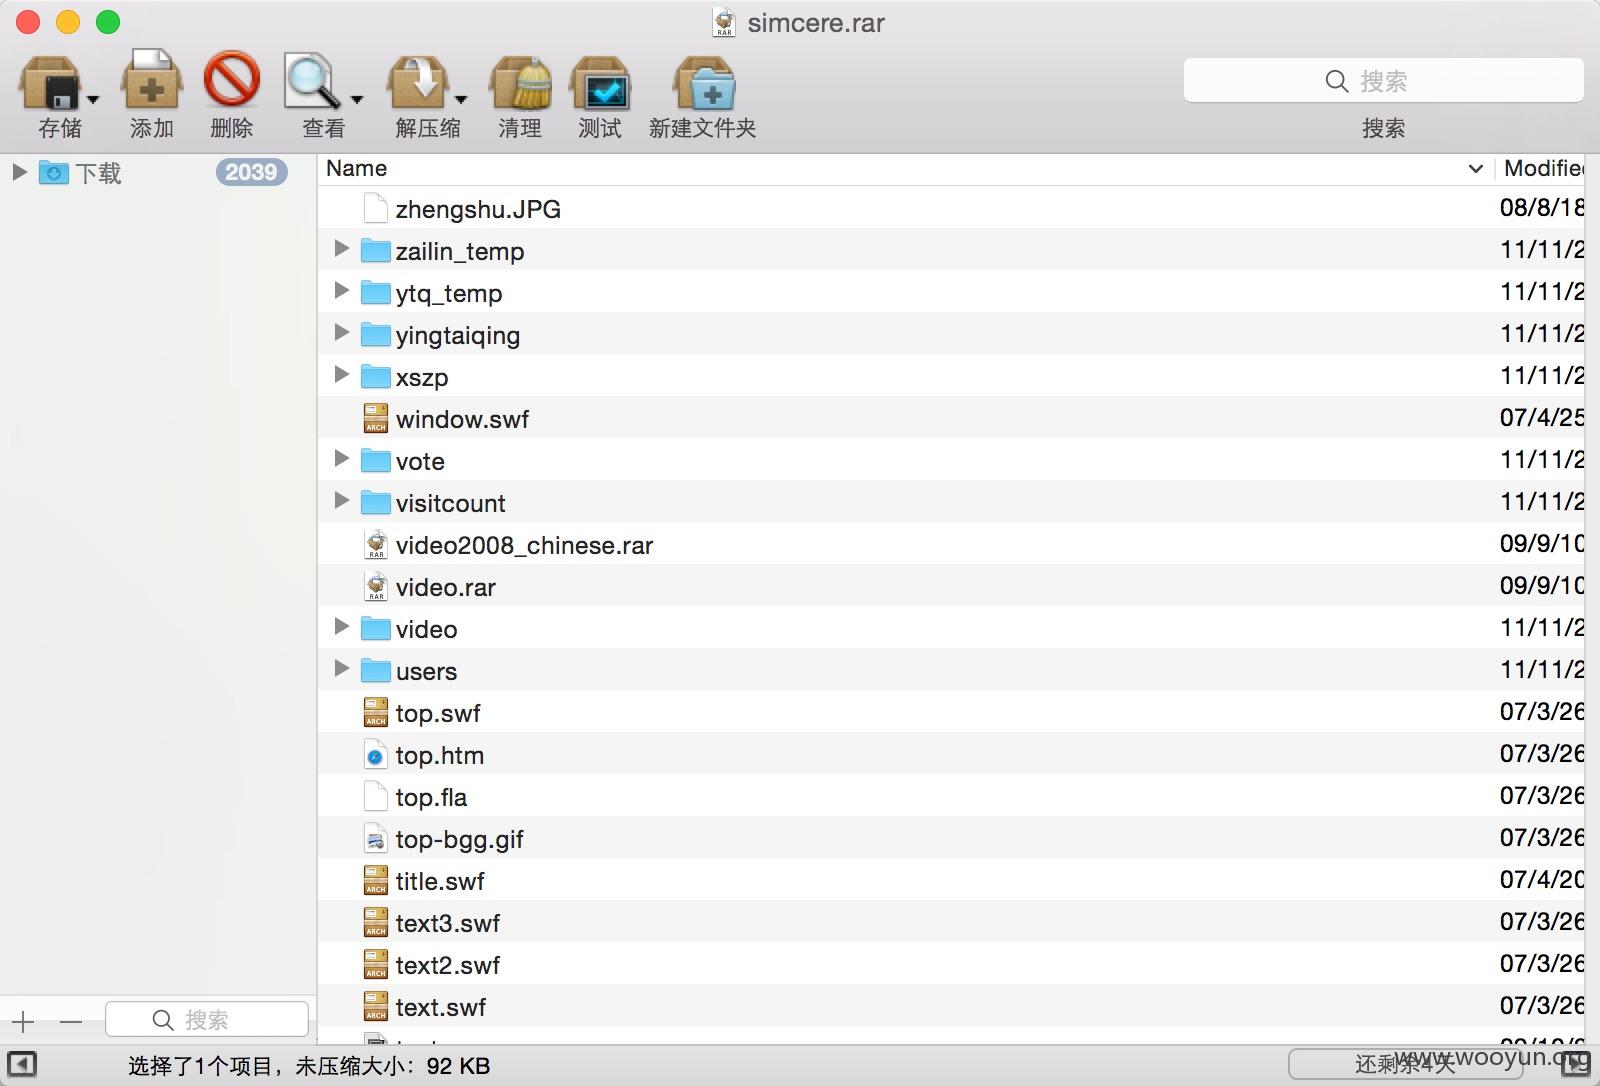 simcere.rar
存储 添加 删除 查看 解压缩 清理 测试 新建文件夹
搜索
搜索
下载 2039
Name Modified
zhengshu.JPG 08/8/18
zailin_temp 11/11/2
ytq_temp 11/11/2
yingtaiqing 11/11/2
xszp 11/11/2
window.swf 07/4/25
vote 11/11/2
visitcount 11/11/2
video2008_chinese.rar 09/9/10
video.rar 09/9/10
video 11/11/2
users 11/11/2
top.swf 07/3/26
top.htm 07/3/26
top.fla 07/3/26
top-bgg.gif 07/3/26
title.swf 07/4/20
text3.swf 07/3/26
text2.swf 07/3/26
text.swf 07/3/26
搜索
选择了1个项目，未压缩大小：92 KB
还剩余4天
www.wooyun.org